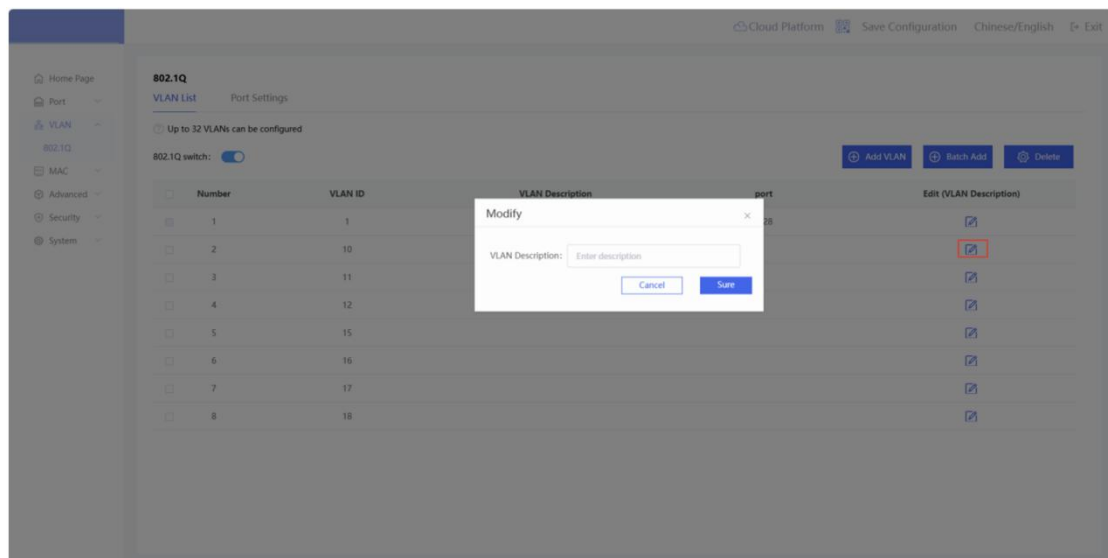 Cloud Platform Save Configuration Chinese/English Exit
Home Page
Port
VLAN
802.1Q
MAC
Advanced
Security
System
802.1Q
VLAN List Port Settings
Up to 32 VLANs can be configured
802.1Q switch:
Add VLAN Batch Add Delete
Number VLAN ID VLAN Description port Edit (VLAN Description)
1 1 28
2 10
3 11
4 12
5 15
6 16
7 17
8 18
Modify
VLAN Description: Enter description
Cancel Sure